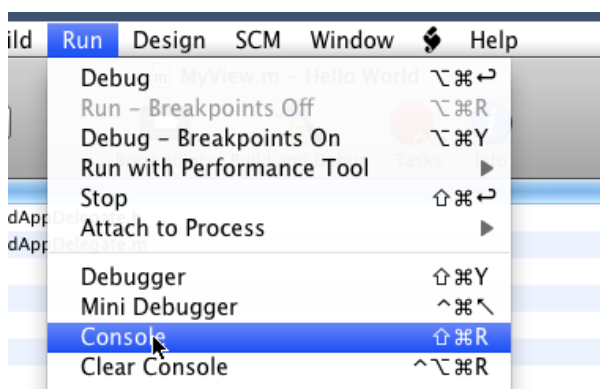 ild Run Design SCM Window Help
MyView.m – Hello World
Debug ⌥⌘↩
Run – Breakpoints Off ⌥⌘R
Debug – Breakpoints On ⌥⌘Y
Tasks Info
Run with Performance Tool ▶
Stop ⇧⌘↩
dAppDelegate.h
Attach to Process ▶
dAppDelegate.m
Debugger ⇧⌘Y
Mini Debugger ^⌘↖
Console ⇧⌘R
Clear Console ^⌥⌘R